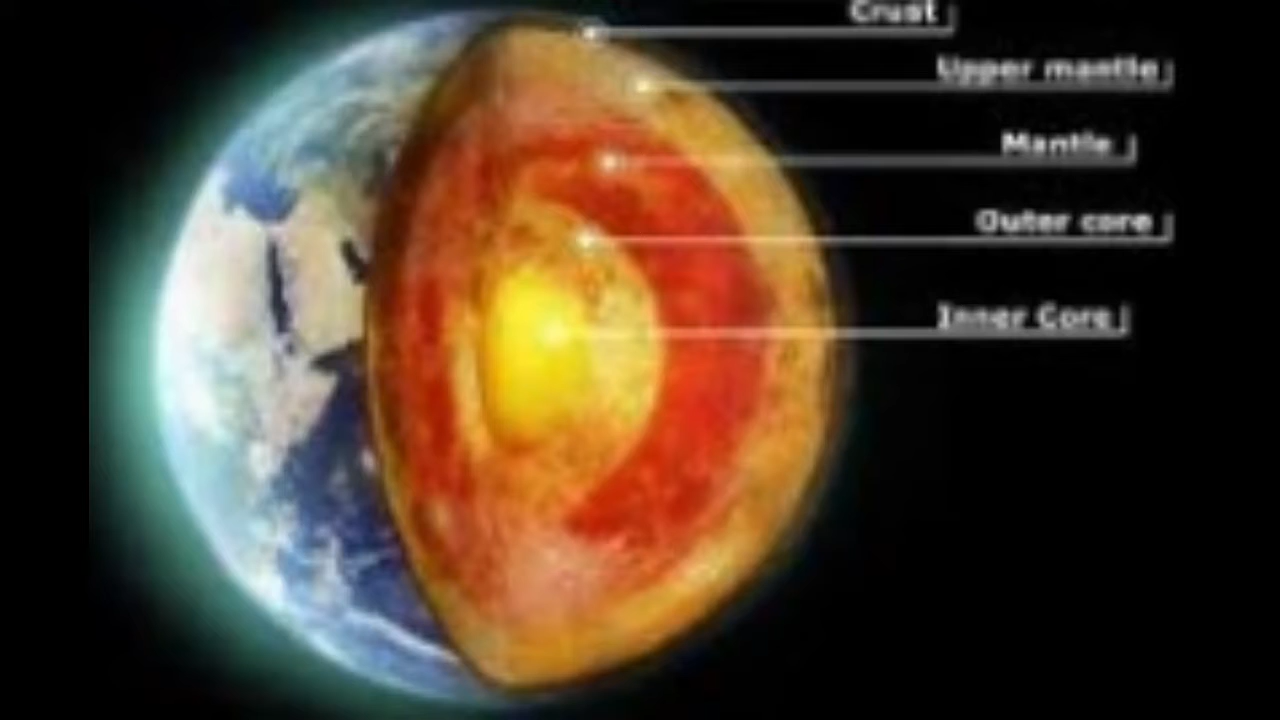 Crust
Upper mantle
Mantle
Outer core
Inner Core